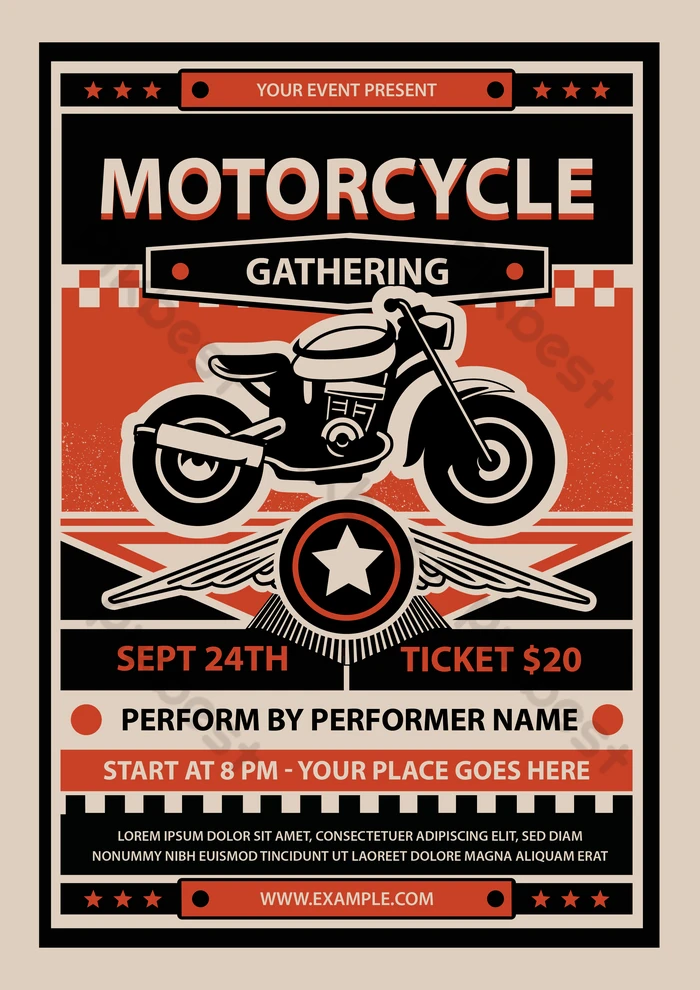 YOUR EVENT PRESENT
MOTORCYCLE
GATHERING
SEPT 24TH
TICKET $20
PERFORM BY PERFORMER NAME
START AT 8 PM - YOUR PLACE GOES HERE
LOREM IPSUM DOLOR SIT AMET, CONSECTETUER ADIPISCING ELIT, SED DIAM
NONUMMY NIBH EUISMOD TINCIDUNT UT LAOREET DOLORE MAGNA ALIQUAM ERAT
WWW.EXAMPLE.COM